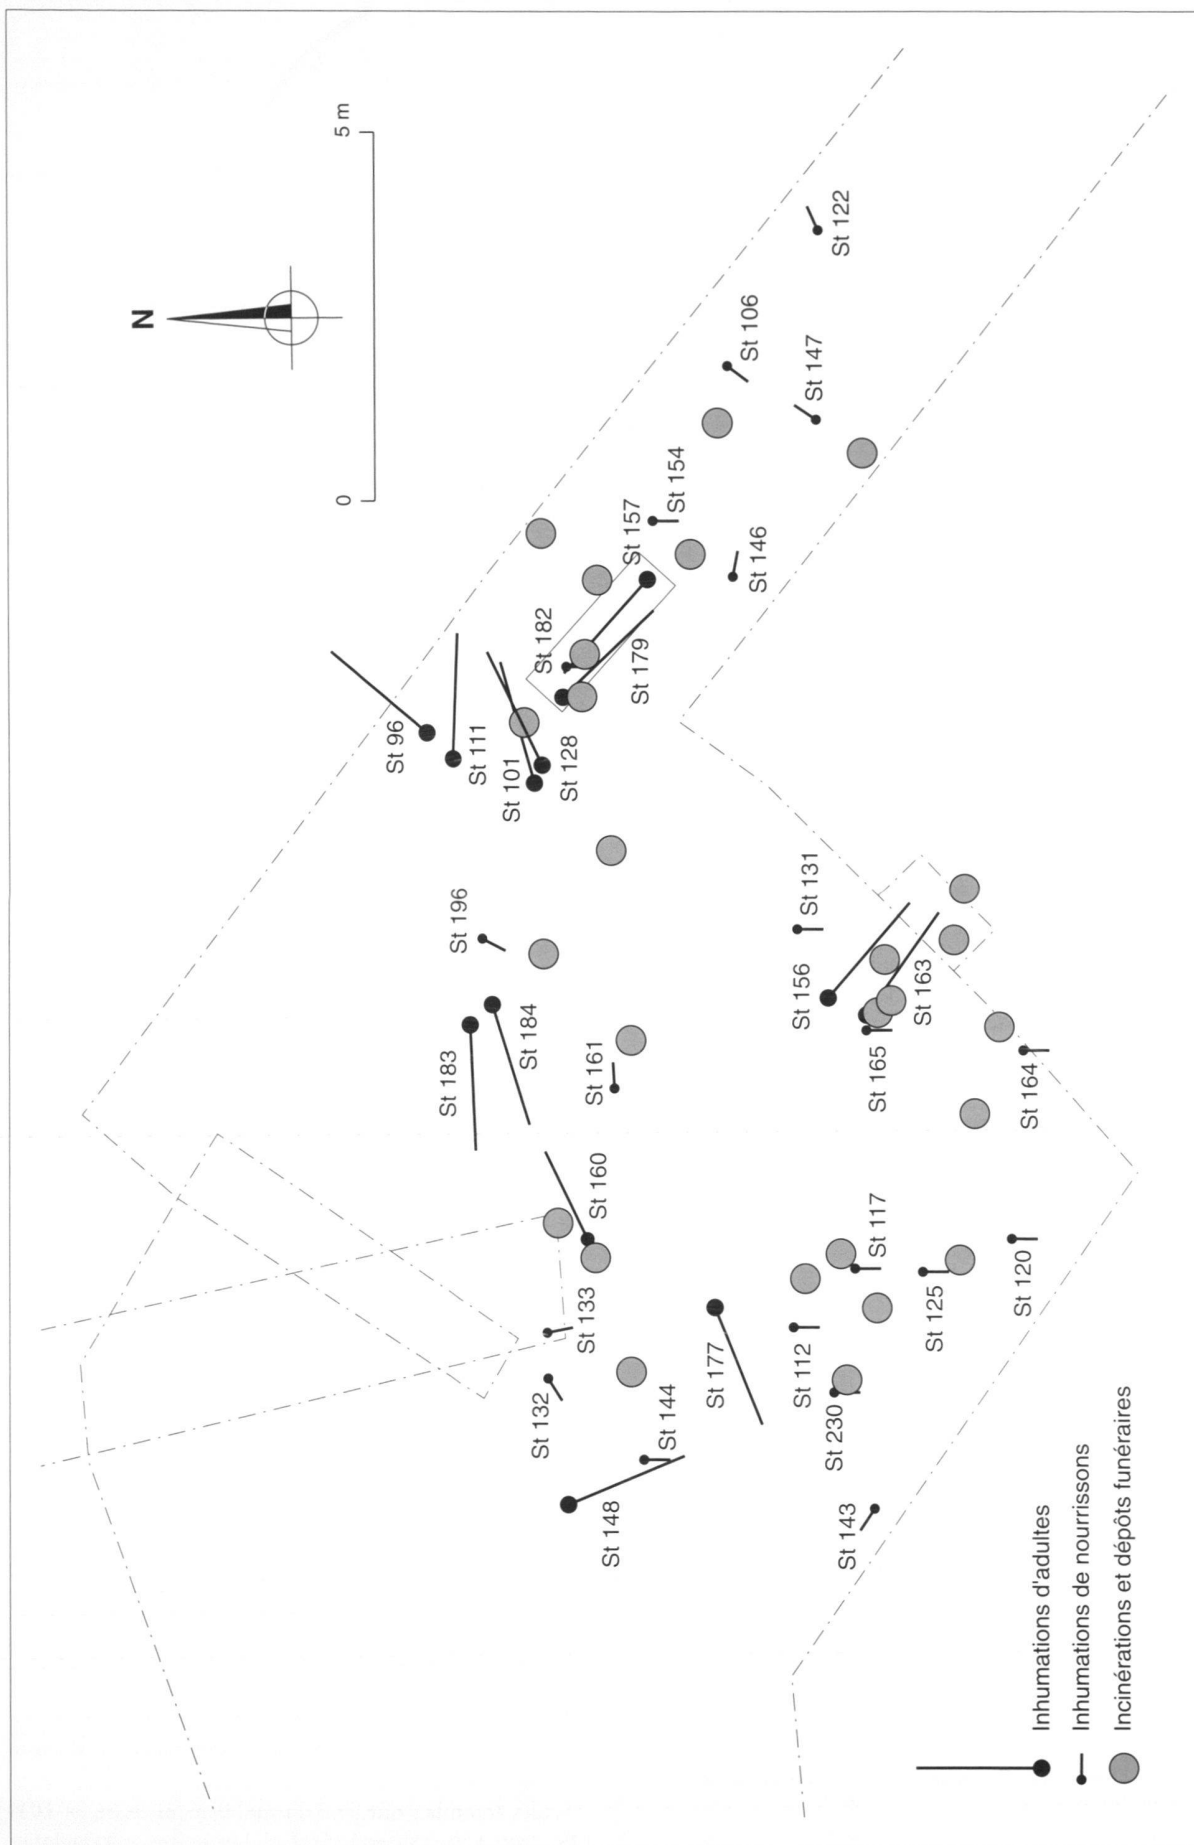 N
0
5 m
St 96
St 111
St 101
St 128
St 182
St 179
St 157
St 154
St 146
St 106
St 147
St 122
St 196
St 183
St 184
St 161
St 160
St 131
St 156
St 163
St 165
St 164
St 133
St 132
St 144
St 148
St 177
St 112
St 117
St 125
St 120
St 230
St 143
Inhumations d'adultes
Inhumations de nourrissons
Incinérations et dépôts funéraires